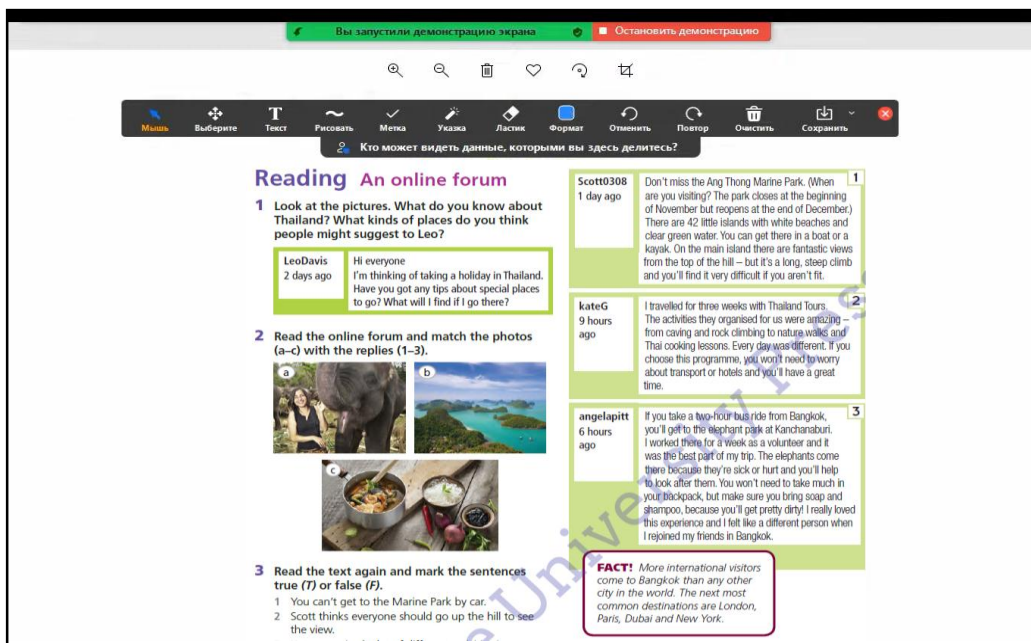 Вы запустили демонстрацию экрана
Остановить демонстрацию
Мышь
Выберите
Текст
Рисовать
Метка
Указка
Ластик
Формат
Отменить
Повтор
Очистить
Сохранить
Кто может видеть данные, которыми вы здесь делитесь?
Reading An online forum
1 Look at the pictures. What do you know about
Thailand? What kinds of places do you think
people might suggest to Leo?
LeoDavis
2 days ago
Hi everyone
I'm thinking of taking a holiday in Thailand.
Have you got any tips about special places
to go? What will I find if I go there?
2 Read the online forum and match the photos
(a–c) with the replies (1–3).
a
b
c
3 Read the text again and mark the sentences
true (T) or false (F).
1 You can't get to the Marine Park by car.
2 Scott thinks everyone should go up the hill to see
the view.
Scott0308
1 day ago
1
Don't miss the Ang Thong Marine Park. (When
are you visiting? The park closes at the beginning
of November but reopens at the end of December.)
There are 42 little islands with white beaches and
clear green water. You can get there in a boat or a
kayak. On the main island there are fantastic views
from the top of the hill – but it's a long, steep climb
and you'll find it very difficult if you aren't fit.
kateG
9 hours
ago
2
I travelled for three weeks with Thailand Tours.
The activities they organised for us were amazing –
from caving and rock climbing to nature walks and
Thai cooking lessons. Every day was different. If you
choose this programme, you won't need to worry
about transport or hotels and you'll have a great
time.
angelapitt
6 hours
ago
3
If you take a two-hour bus ride from Bangkok,
you'll get to the elephant park at Kanchanaburi.
I worked there for a week as a volunteer and it
was the best part of my trip. The elephants come
there because they're sick or hurt and you'll help
to look after them. You won't need to take much in
your backpack, but make sure you bring soap and
shampoo, because you'll get pretty dirty! I really loved
this experience and I felt like a different person when
I rejoined my friends in Bangkok.
FACT! More international visitors
come to Bangkok than any other
city in the world. The next most
common destinations are London,
Paris, Dubai and New York.
University Press